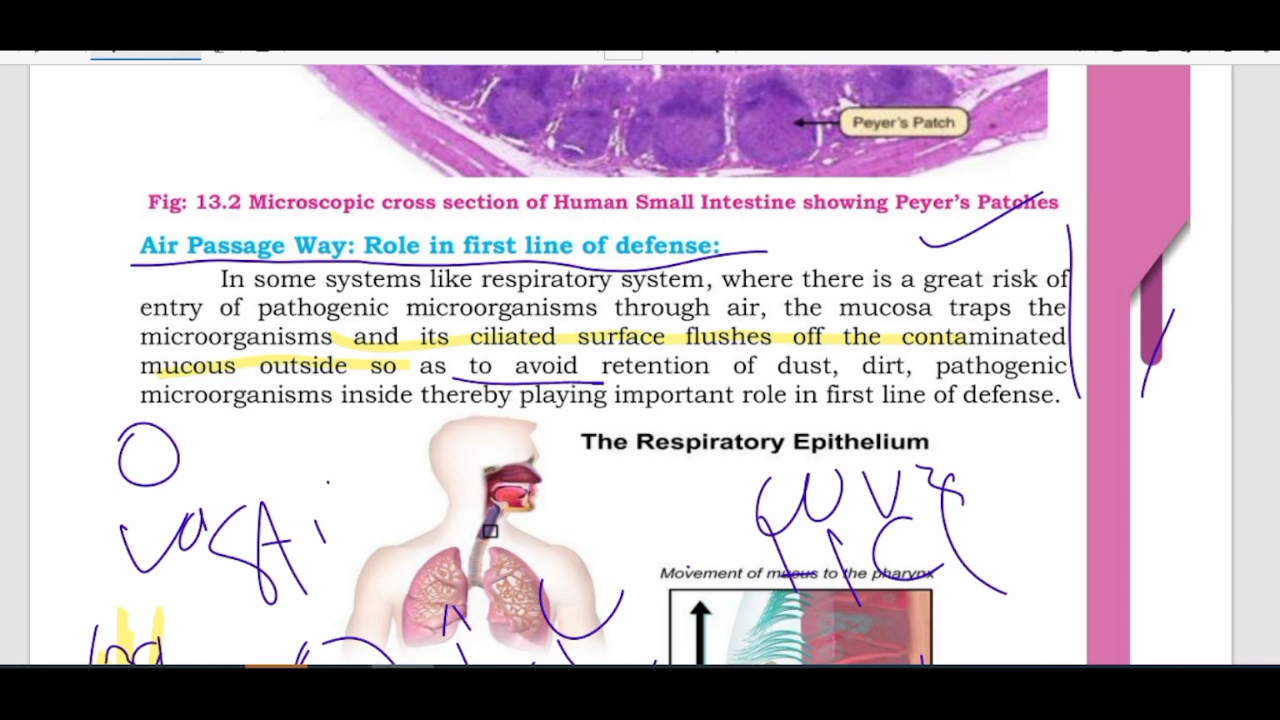 Peyer's Patch
Fig: 13.2 Microscopic cross section of Human Small Intestine showing Peyer's Patches
Air Passage Way: Role in first line of defense:
In some systems like respiratory system, where there is a great risk of
entry of pathogenic microorganisms through air, the mucosa traps the
microorganisms and its ciliated surface flushes off the contaminated
mucous outside so as to avoid retention of dust, dirt, pathogenic
microorganisms inside thereby playing important role in first line of defense.
The Respiratory Epithelium
Movement of mucus to the pharynx